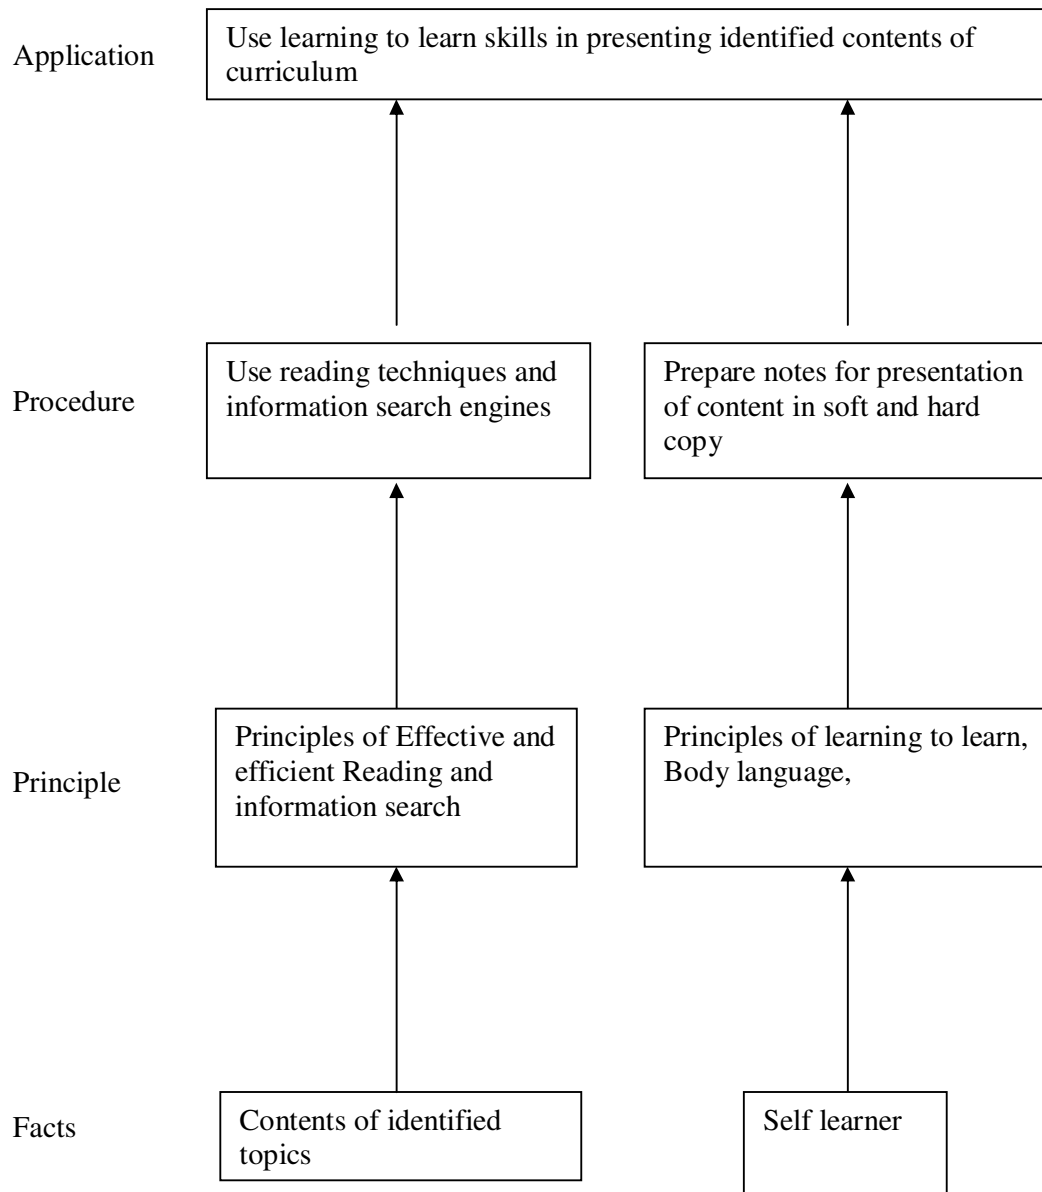 Application
Use learning to learn skills in presenting identified contents of
curriculum
Procedure
Use reading techniques and
information search engines
Prepare notes for presentation
of content in soft and hard
copy
Principle
Principles of Effective and
efficient Reading and
information search
Principles of learning to learn,
Body language,
Facts
Contents of identified
topics
Self learner